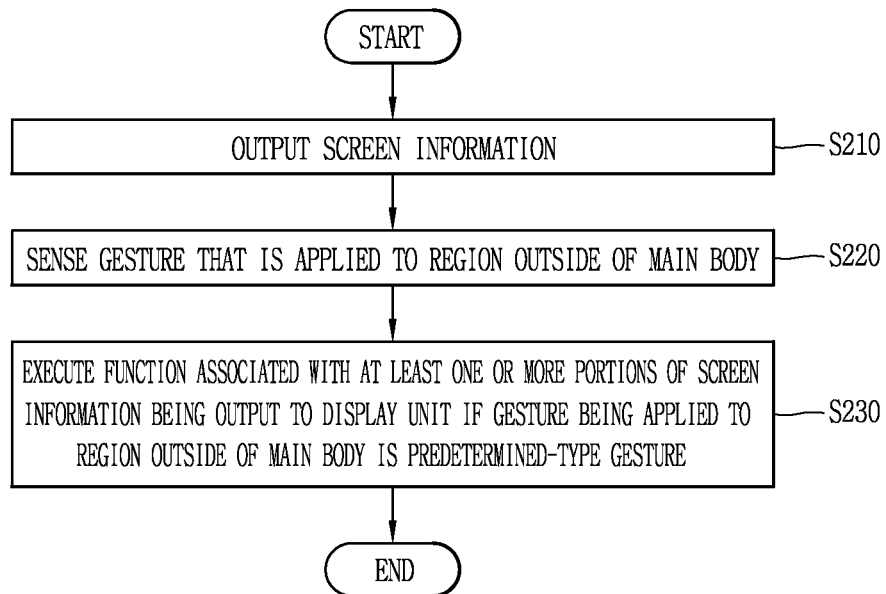 START
OUTPUT SCREEN INFORMATION
S210
SENSE GESTURE THAT IS APPLIED TO REGION OUTSIDE OF MAIN BODY
S220
EXECUTE FUNCTION ASSOCIATED WITH AT LEAST ONE OR MORE PORTIONS OF SCREEN
INFORMATION BEING OUTPUT TO DISPLAY UNIT IF GESTURE BEING APPLIED TO
REGION OUTSIDE OF MAIN BODY IS PREDETERMINED-TYPE GESTURE
S230
END